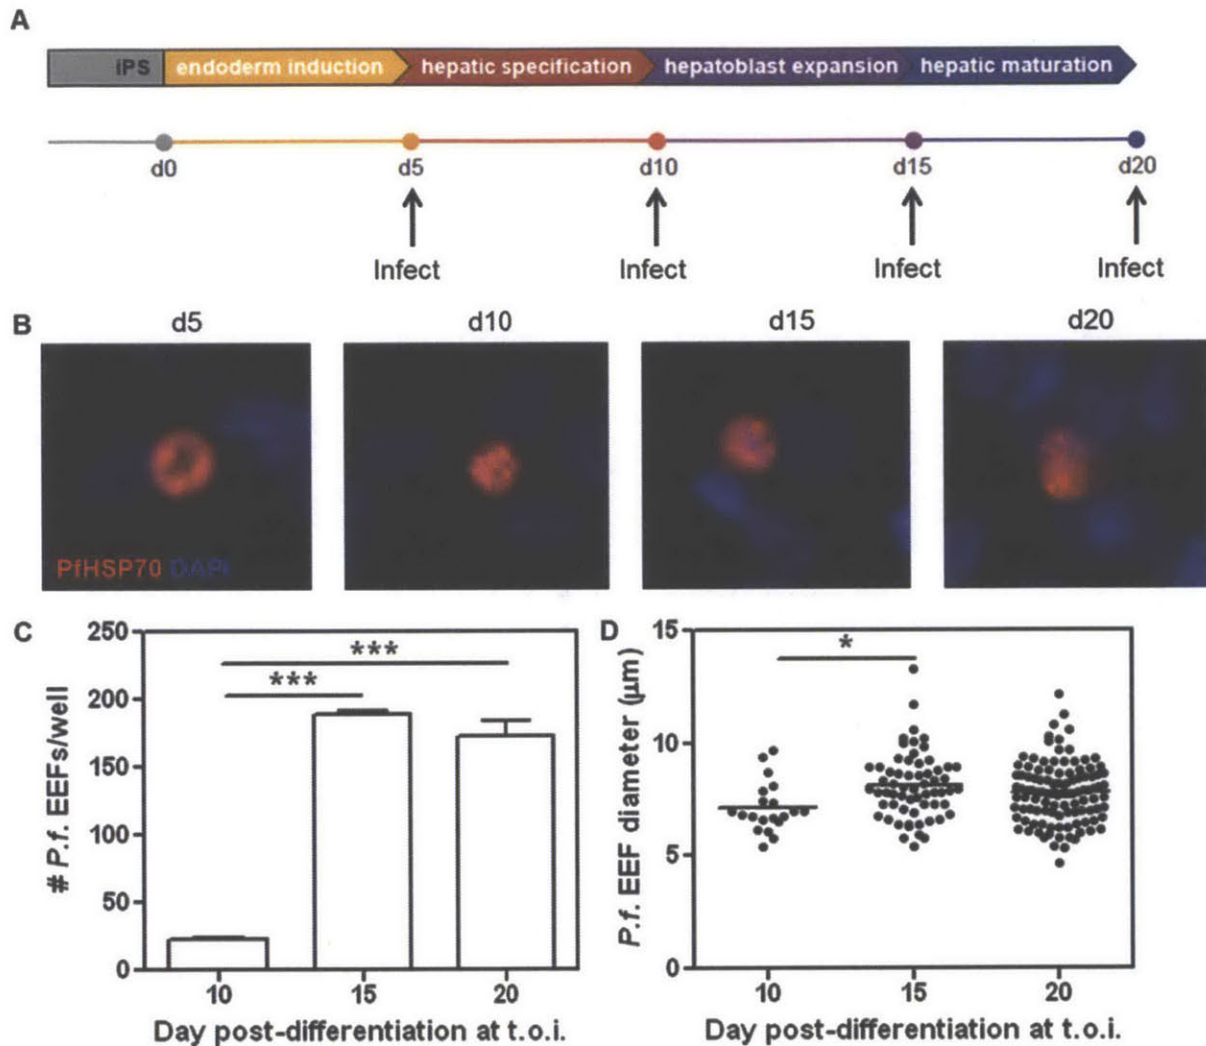 A
iPS endoderm induction hepatic specification hepatoblast expansion hepatic maturation
d0 d5 d10 d15 d20
Infect Infect Infect Infect
B d5 d10 d15 d20
PfHSP70 DAPI
C
# P.f. EEFs/well
250
200
150
100
50
0
***
***
10 15 20
Day post-differentiation at t.o.i.
D
P.f. EEF diameter (μm)
15
10
5
0
*
10 15 20
Day post-differentiation at t.o.i.